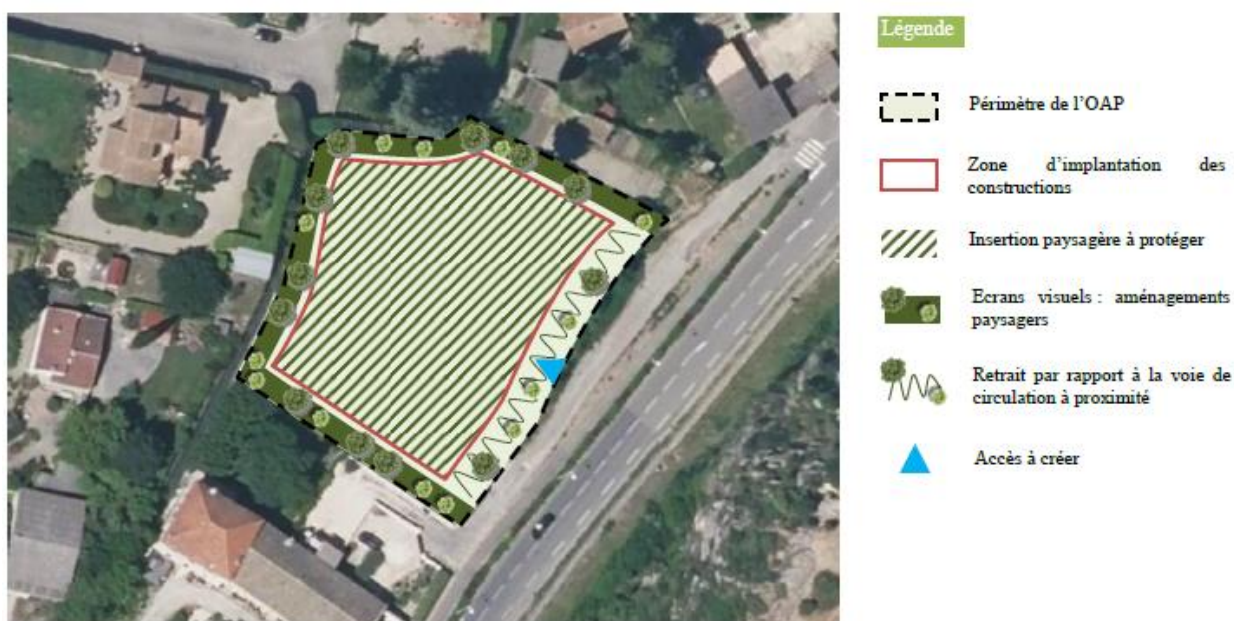 Légende
Périmètre de l'OAP
Zone d'implantation des
constructions
Insertion paysagère à protéger
Ecrans visuels : aménagements
paysagers
Retrait par rapport à la voie de
circulation à proximité
Accès à créer